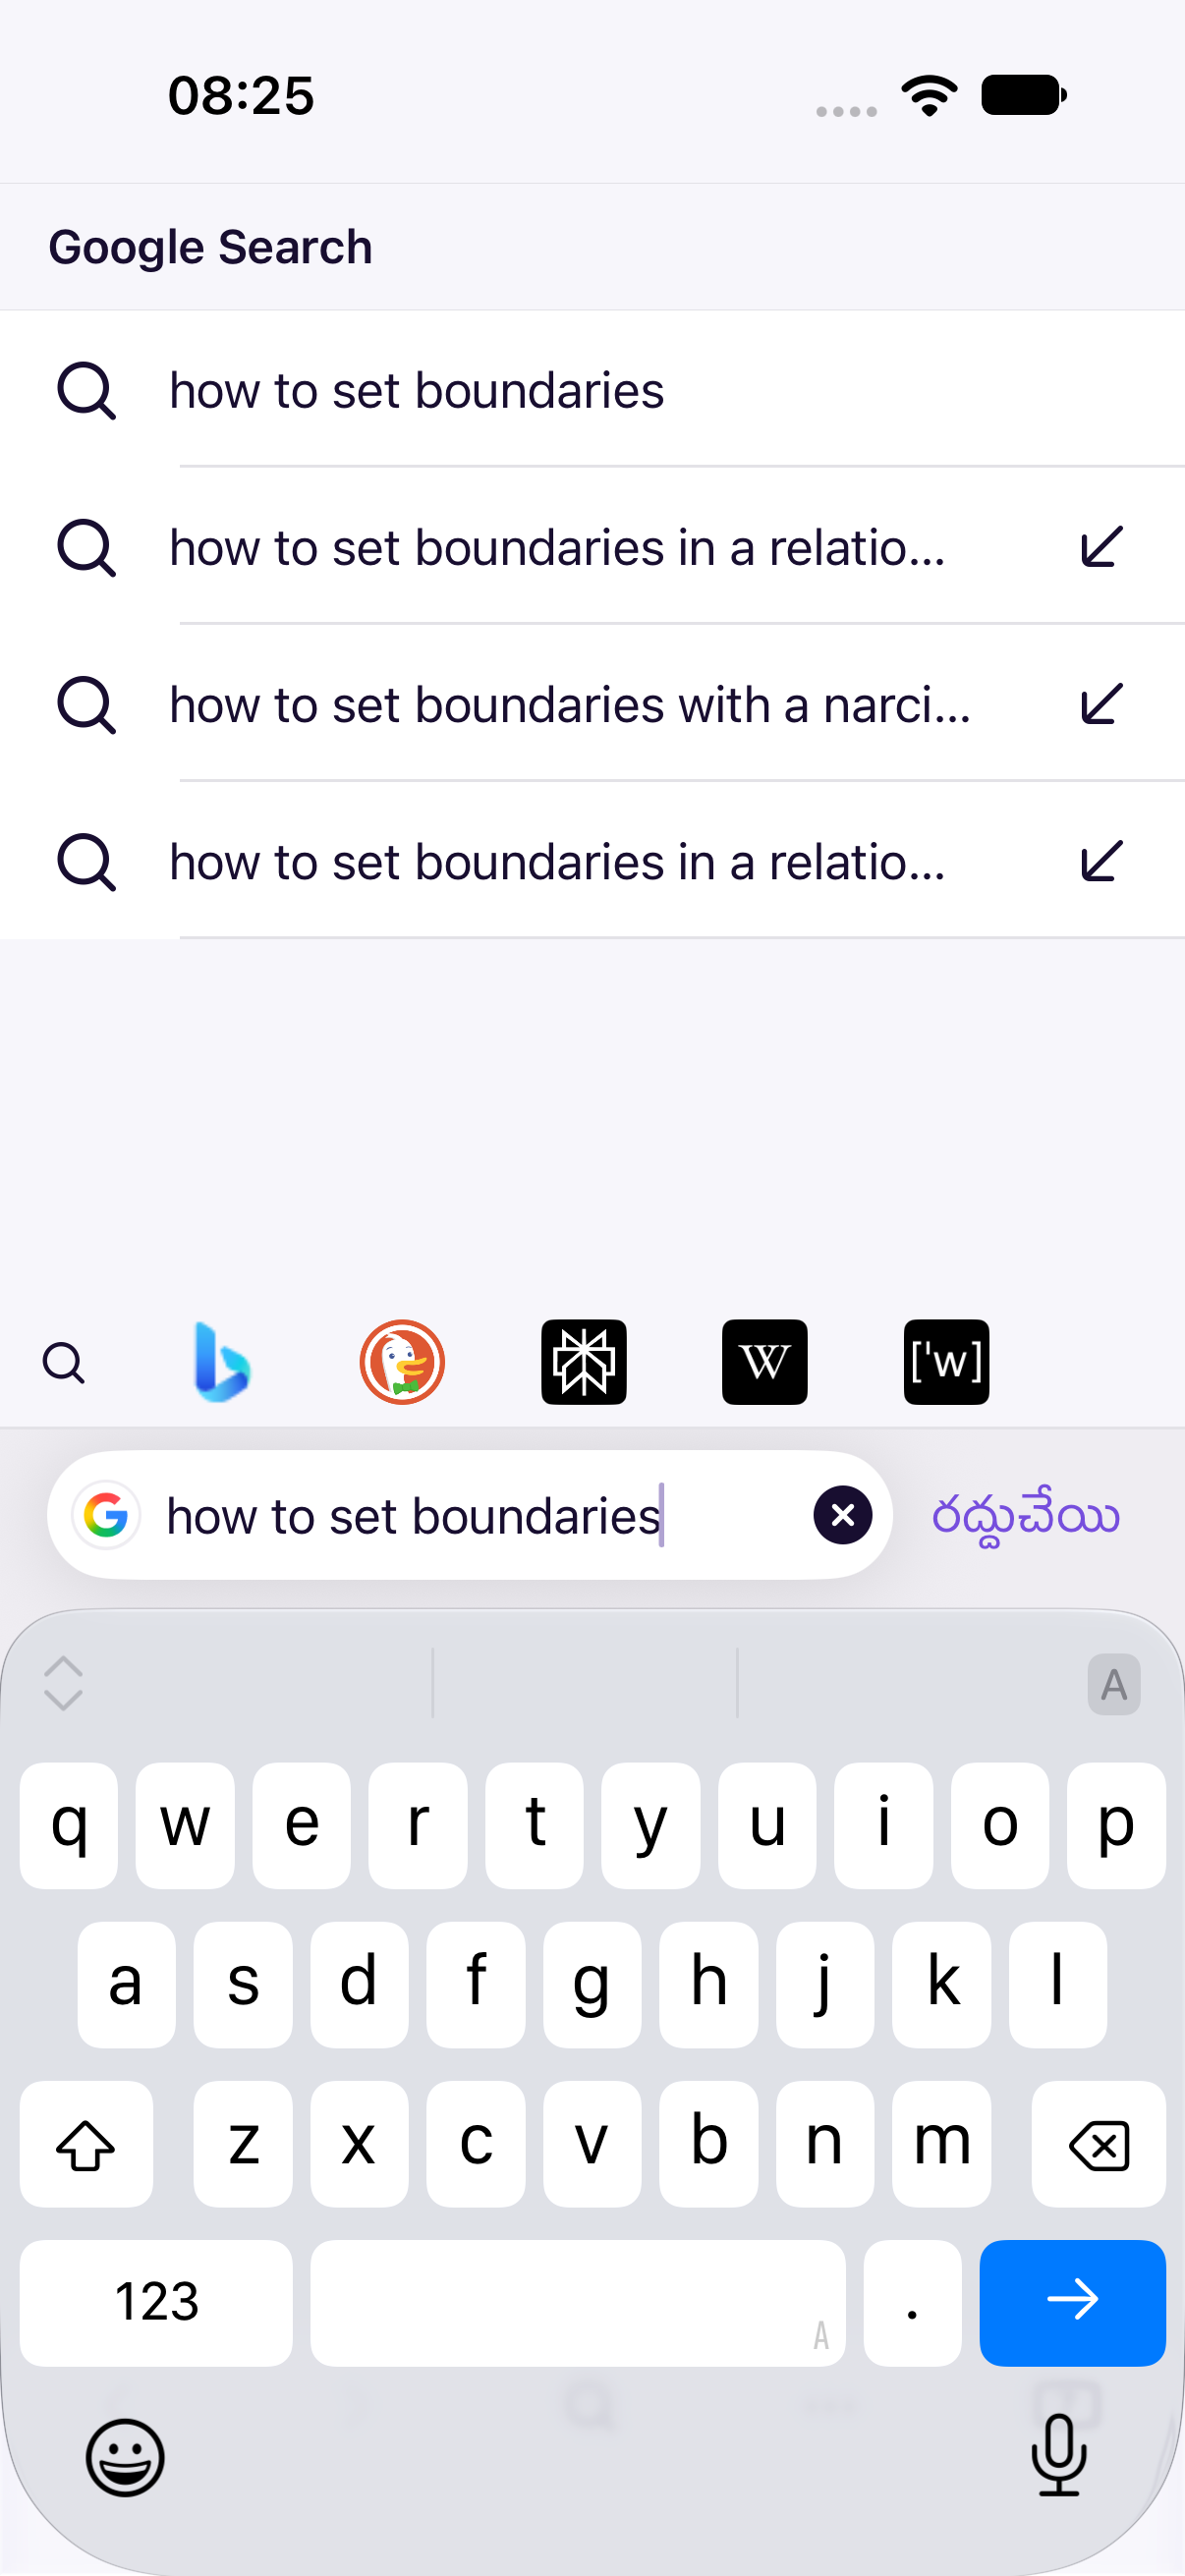 08:25
Google Search
how to set boundaries
how to set boundaries in a relatio...
how to set boundaries with a narci...
how to set boundaries in a relatio...
W
['w]
how to set boundaries
రద్దుచేయి
A
q w e r t y u i o p
a s d f g h j k l
z x c v b n m
123
A
.